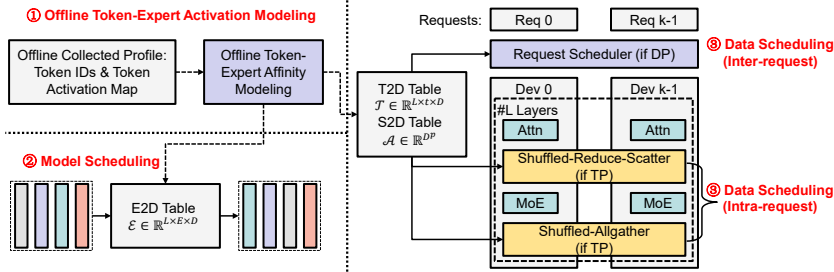 ① Offline Token-Expert Activation Modeling
Offline Collected Profile:
Token IDs & Token
Activation Map
Offline Token-
Expert Affinity
Modeling
② Model Scheduling
E2D Table
ℰ ∈ ℝ^{L×E×D}
Requests:
Req 0
Req k-1
Request Scheduler (if DP)
③ Data Scheduling
(Inter-request)
T2D Table
𝒯 ∈ ℝ^{L×t×D}
S2D Table
𝒜 ∈ ℝ^{D^p}
Dev 0
Dev k-1
#L Layers
Attn
Attn
Shuffled-Reduce-Scatter
(if TP)
MoE
MoE
Shuffled-Allgather
(if TP)
③ Data Scheduling
(Intra-request)